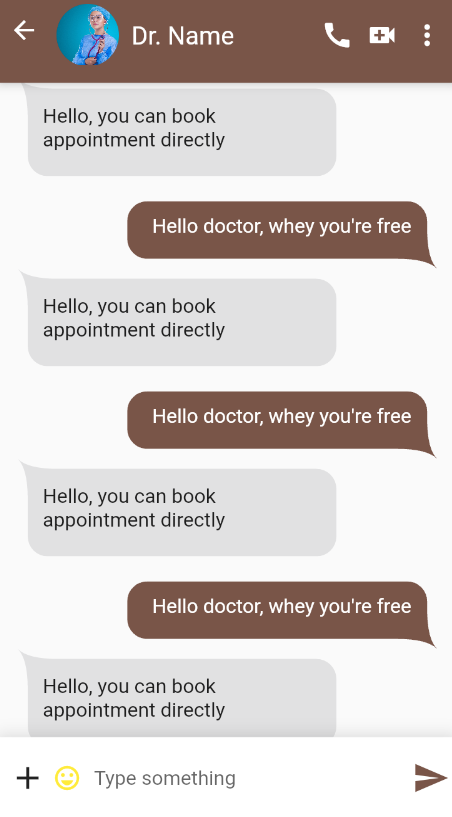 Dr. Name
Hello, you can book
appointment directly
Hello doctor, whey you're free
Hello, you can book
appointment directly
Hello doctor, whey you're free
Hello, you can book
appointment directly
Hello doctor, whey you're free
Hello, you can book
appointment directly
Type something